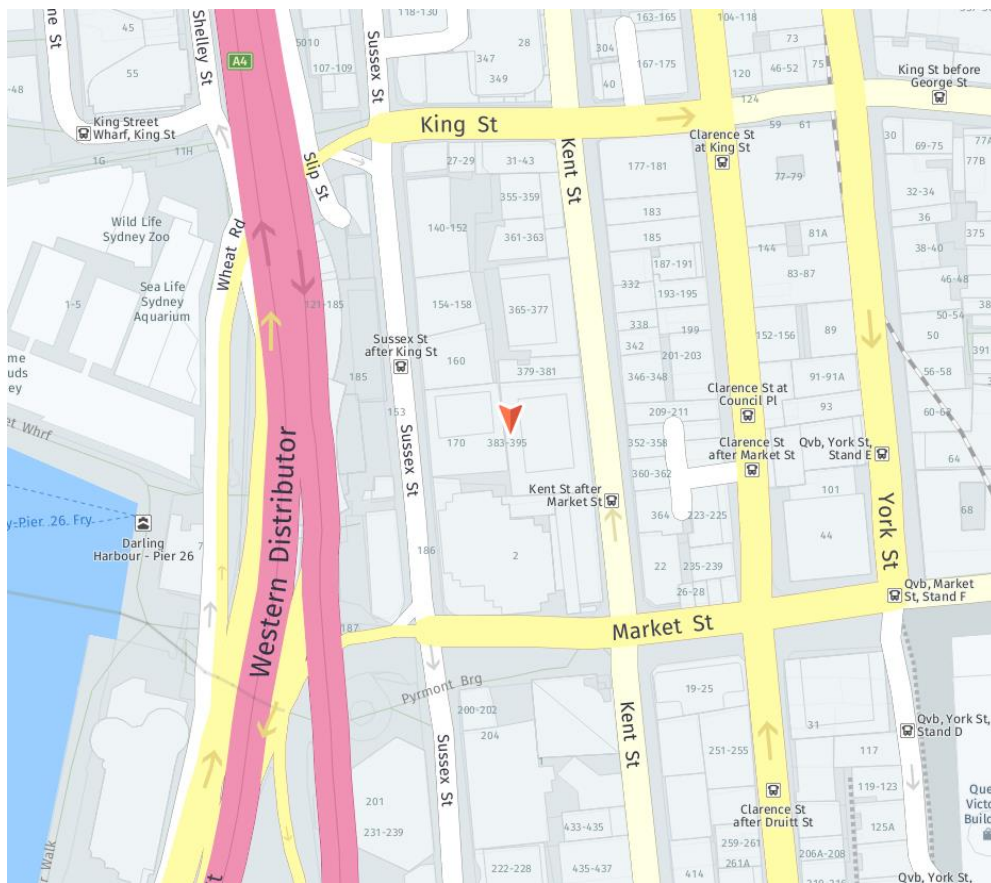 118-130
163-165
104-118
45
55
5010
107-109
347
349
28
304
40
167-175
73
120
46-52
75
124
Shelley St
A4
Sussex St
-48
King Street
Wharf, King St
King St before
George St
King St
Clarence St
at King St
59
61
30
69-75
77A
77B
1G
11H
Slip St
27-29
31-43
Kent St
177-181
77-79
355-359
32-34
36
Wild Life
Sydney Zoo
Wheat Rd
140-152
361-363
183
185
144
81A
38-40
375
187-191
83-87
46-48
Sea Life
Sydney
Aquarium
1-5
121-185
154-158
365-377
332
193-195
50-54
338
199
152-156
89
50
342
201-203
Sussex St
after King St
160
379-381
346-348
91-91A
56-58
391
185
Clarence St at
Council Pl
153
209-211
93
60-62
170
383-395
352-358
Clarence St
after Market St
Qvb, York St,
Stand E
64
360-362
Western Distributor
Sussex St
Kent St after
Market St
101
York St
364
223-225
68
y-Pier 26 Fry
Darling
Harbour - Pier 26
7
186
2
44
22
235-239
26-28
Qvb, Market
St, Stand F
187
Market St
Pyrmont Brg
19-25
200-202
204
Kent St
31
Qvb, York St,
Stand D
Sussex St
1
251-255
117
119-123
Clarence St
after Druitt St
201
231-239
433-435
125A
259-261
261A
206A-208
222-228
435-437
414
Qvb, York St,